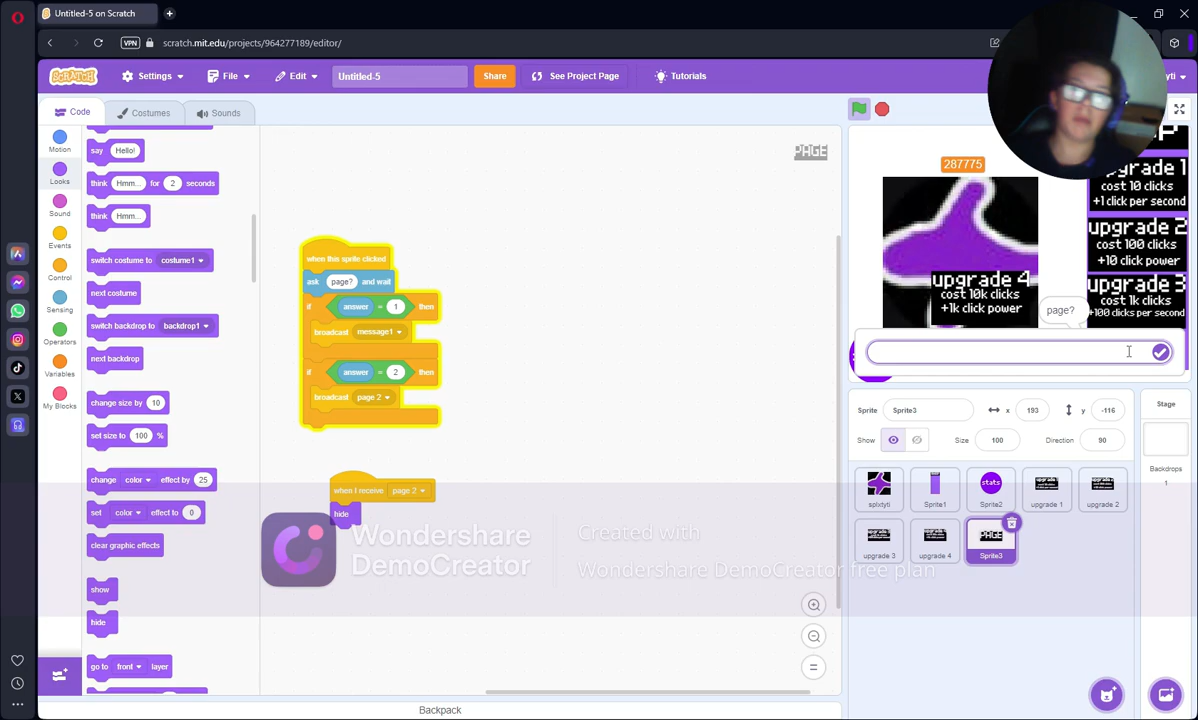 Untitled-5 on Scratch
VPN
scratch.mit.edu/projects/964277189/editor/
SCRATCH
Settings
File
Edit
Untitled-5
Share
See Project Page
Tutorials
Code
Costumes
Sounds
Motion
Looks
Sound
Events
Control
Sensing
Operators
Variables
My Blocks
say Hello!
think Hmm... for 2 seconds
think Hmm...
switch costume to costume1
next costume
switch backdrop to backdrop1
next backdrop
change size by 10
set size to 100 %
change color effect by 25
set color effect to 0
clear graphic effects
show
hide
go to front layer
PAGE
when this sprite clicked
ask page? and wait
if answer = 1 then
broadcast message1
if answer = 2 then
broadcast page 2
when I receive page 2
hide
Wondershare
DemoCreator
Created with
Wondershare DemoCreator free plan
Backpack
287775
upgrade 1
cost 10 clicks
+1 click per second
upgrade 2
cost 100 clicks
+10 click per second
upgrade 3
cost 1k clicks
+100 clicks per second
upgrade 4
cost 10k clicks
+1k click power
page?
Sprite
Sprite3
x
193
y
-116
Show
Size
100
Direction
90
Stage
Backdrops
1
splxtyti
Sprite1
stats
Sprite2
upgrade 1
upgrade 2
upgrade 3
upgrade 4
PAGE
Sprite3